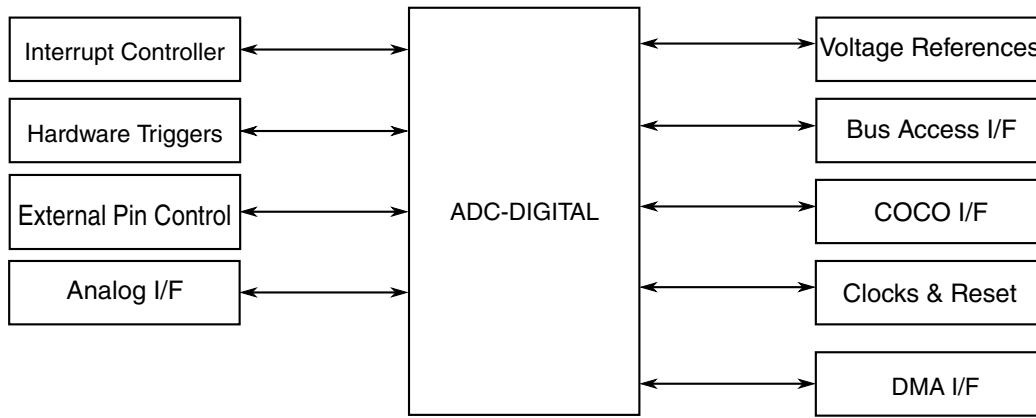 Interrupt Controller
Hardware Triggers
External Pin Control
Analog I/F
ADC-DIGITAL
Voltage References
Bus Access I/F
COCO I/F
Clocks & Reset
DMA I/F